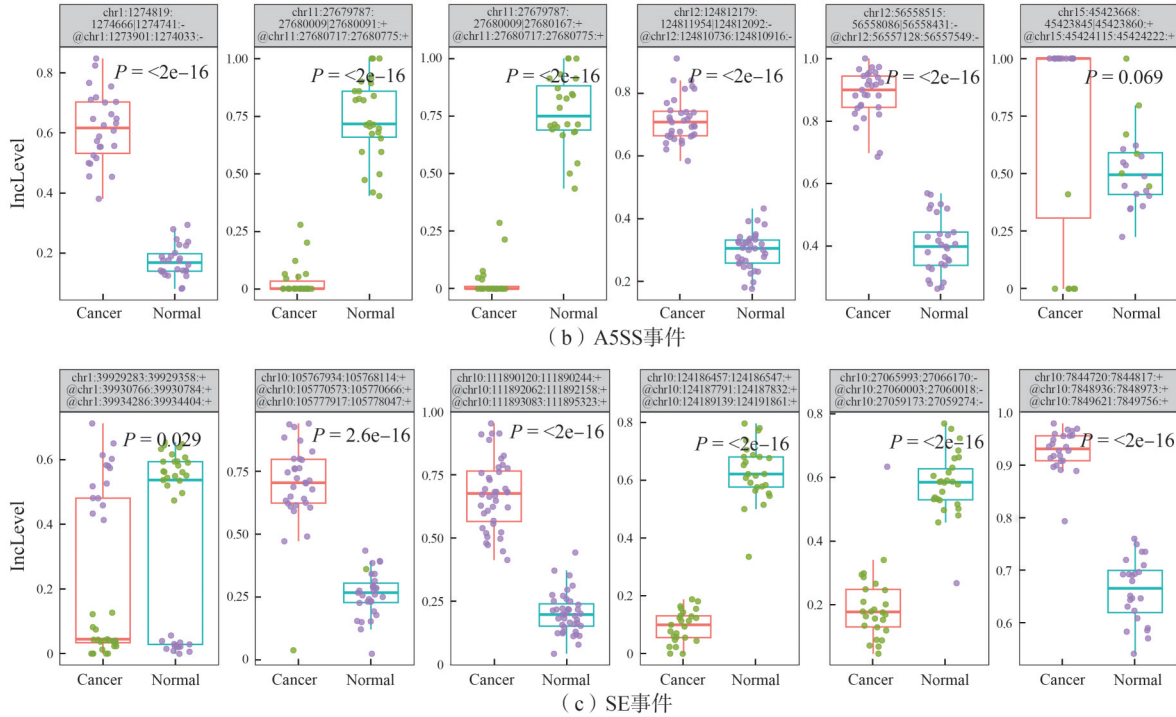 chr1:1274819:
1274666|1274741:-
@chr1:1273901:1274033:-
chr11:27679787:
27680009|27680091:+
@chr11:27680717:27680775:+
chr11:27679787:
27680009|27680167:+
@chr11:27680717:27680775:+
chr12:124812179:
124811954|124812092:-
@chr12:124810736:124810916:-
chr12:56558515:
56558086|56558431:-
@chr12:56557128:56557549:-
chr15:45423668:
45423845|45423860:+
@chr15:45424115:45424222:+
IncLevel
0.8
0.6
0.4
0.2
P = <2e-16
Cancer Normal
1.00
0.75
0.50
0.25
0
P = <2e-16
Cancer Normal
1.00
0.75
0.50
0.25
0
P = <2e-16
Cancer Normal
0.8
0.6
0.4
0.2
P = <2e-16
Cancer Normal
1.0
0.8
0.6
0.4
P = <2e-16
Cancer Normal
1.00
0.75
0.50
0.25
0
P = 0.069
Cancer Normal
（b）A5SS事件
chr1:39929283:39929358:+
@chr1:39930766:39930784:+
@chr1:39934286:39934404:+
chr10:105767934:105768114:+
@chr10:105770573:105770666:+
@chr10:105777917:105778047:+
chr10:111890120:111890244:+
@chr10:111892062:111892158:+
@chr10:111893083:111895323:+
chr10:124186457:124186547:+
@chr10:124187791:124187832:+
@chr10:124189139:124191861:+
chr10:27065993:27066170:-
@chr10:27060003:27060018:-
@chr10:27059173:27059274:-
chr10:7844720:7844817:+
@chr10:7848936:7848973:+
@chr10:7849621:7849756:+
IncLevel
0.6
0.4
0.2
0
P = 0.029
Cancer Normal
0.75
0.50
0.25
0
P = 2.6e-16
Cancer Normal
1.00
0.75
0.50
0.25
0
P = <2e-16
Cancer Normal
0.8
0.6
0.4
0.2
0
P = <2e-16
Cancer Normal
0.8
0.6
0.4
0.2
P = <2e-16
Cancer Normal
1.0
0.9
0.8
0.7
0.6
P = <2e-16
Cancer Normal
（c）SE事件